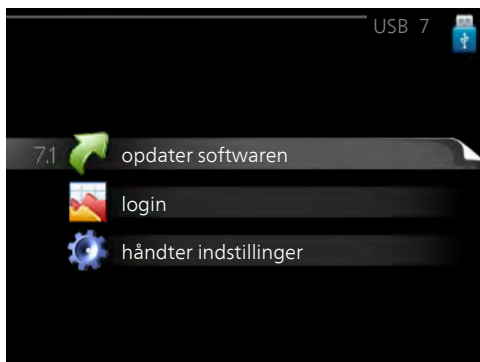 USB 7
7.1 opdater softwaren
login
håndter indstillinger